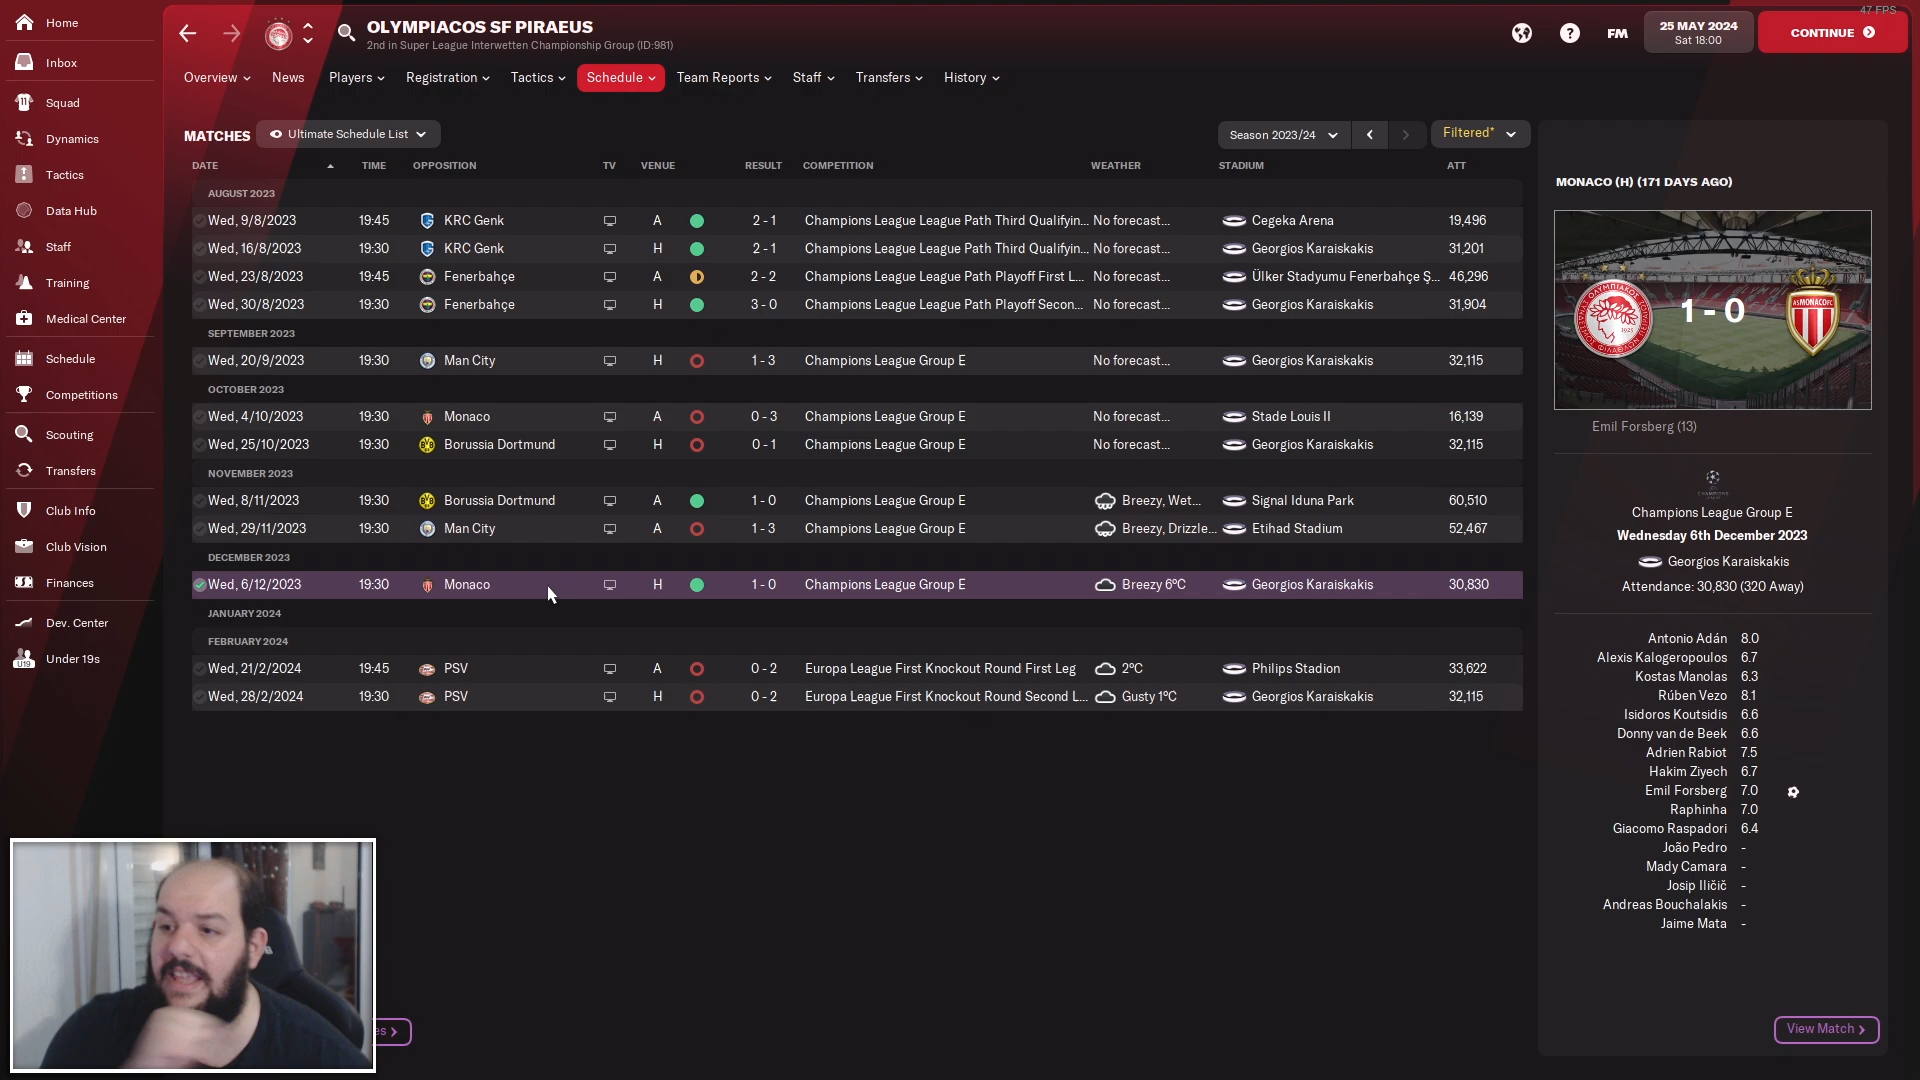 47 FPS
Home
Inbox
Squad
Dynamics
Tactics
Data Hub
Staff
Training
Medical Center
Schedule
Competitions
Scouting
Transfers
Club Info
Club Vision
Finances
Dev. Center
Under 19s
OLYMPIACOS SF PIRAEUS
2nd in Super League Interwetten Championship Group (ID:981)
FM
25 MAY 2024
Sat 18:00
CONTINUE
Overview News Players Registration Tactics Schedule Team Reports Staff Transfers History
MATCHES Ultimate Schedule List Season 2023/24 Filtered*
DATE TIME OPPOSITION TV VENUE RESULT COMPETITION WEATHER STADIUM ATT
AUGUST 2023
Wed, 9/8/2023 19:45 KRC Genk A 2 - 1 Champions League League Path Third Qualifyin... No forecast... Cegeka Arena 19,496
Wed, 16/8/2023 19:30 KRC Genk H 2 - 1 Champions League League Path Third Qualifyin... No forecast... Georgios Karaiskakis 31,201
Wed, 23/8/2023 19:45 Fenerbahçe A 2 - 2 Champions League League Path Playoff First L... No forecast... Ülker Stadyumu Fenerbahçe Ş... 46,296
Wed, 30/8/2023 19:30 Fenerbahçe H 3 - 0 Champions League League Path Playoff Secon... No forecast... Georgios Karaiskakis 31,904
SEPTEMBER 2023
Wed, 20/9/2023 19:30 Man City H 1 - 3 Champions League Group E No forecast... Georgios Karaiskakis 32,115
OCTOBER 2023
Wed, 4/10/2023 19:30 Monaco A 0 - 3 Champions League Group E No forecast... Stade Louis II 16,139
Wed, 25/10/2023 19:30 Borussia Dortmund H 0 - 1 Champions League Group E No forecast... Georgios Karaiskakis 32,115
NOVEMBER 2023
Wed, 8/11/2023 19:30 Borussia Dortmund A 1 - 0 Champions League Group E Breezy, Wet... Signal Iduna Park 60,510
Wed, 29/11/2023 19:30 Man City A 1 - 3 Champions League Group E Breezy, Drizzle... Etihad Stadium 52,467
DECEMBER 2023
Wed, 6/12/2023 19:30 Monaco H 1 - 0 Champions League Group E Breezy 6°C Georgios Karaiskakis 30,830
JANUARY 2024
FEBRUARY 2024
Wed, 21/2/2024 19:45 PSV A 0 - 2 Europa League First Knockout Round First Leg 2°C Philips Stadion 33,622
Wed, 28/2/2024 19:30 PSV H 0 - 2 Europa League First Knockout Round Second L... Gusty 1°C Georgios Karaiskakis 32,115
es
MONACO (H) (171 DAYS AGO)
1 - 0
AS MONACO FC
Emil Forsberg (13)
Champions League Group E
Wednesday 6th December 2023
Georgios Karaiskakis
Attendance: 30,830 (320 Away)
Antonio Adán 8.0
Alexis Kalogeropoulos 6.7
Kostas Manolas 6.3
Rúben Vezo 8.1
Isidoros Koutsidis 6.6
Donny van de Beek 6.6
Adrien Rabiot 7.5
Hakim Ziyech 6.7
Emil Forsberg 7.0
Raphinha 7.0
Giacomo Raspadori 6.4
João Pedro -
Mady Camara -
Josip Iličič -
Andreas Bouchalakis -
Jaime Mata -
View Match